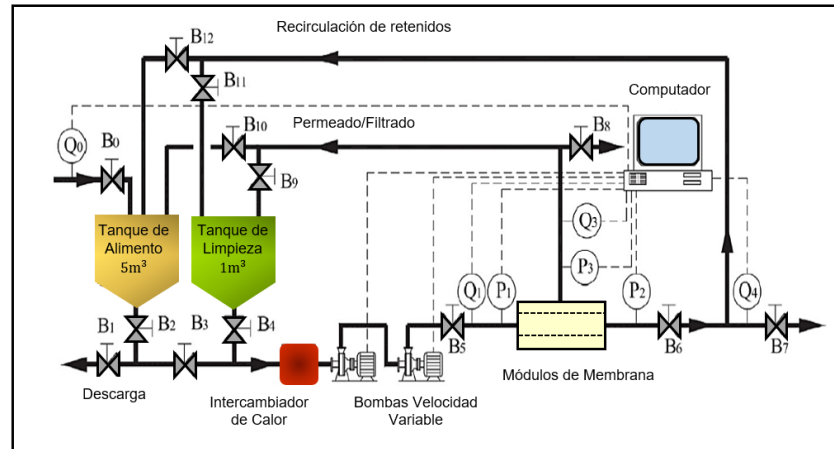 Recirculación de retenidos
B12
B11
Computador
Permeado/Filtrado
B10
B8
Q0
B0
B9
Tanque de
Alimento
5m³
Tanque de
Limpieza
1m³
Q3
P3
Q1
P1
P2
Q4
B1
B2
B3
B4
B5
B6
B7
Descarga
Intercambiador
de Calor
Bombas Velocidad
Variable
Módulos de Membrana